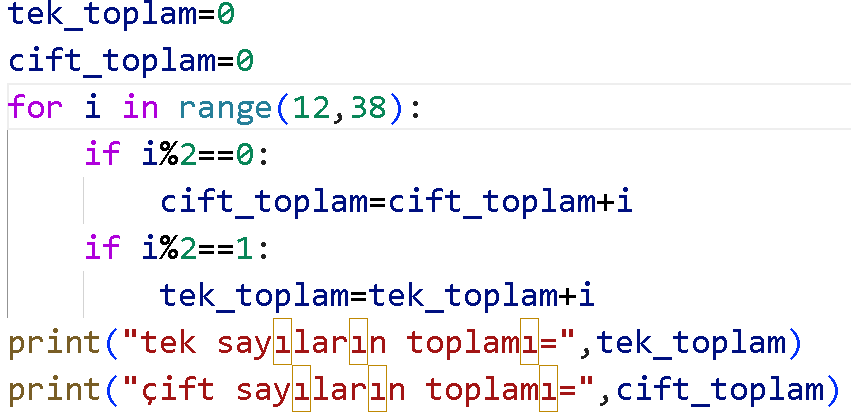 tek_toplam=0
cift_toplam=0
for i in range(12,38):
    if i%2==0:
        cift_toplam=cift_toplam+i
    if i%2==1:
        tek_toplam=tek_toplam+i
print("tek sayıların toplamı=",tek_toplam)
print("çift sayıların toplamı=",cift_toplam)